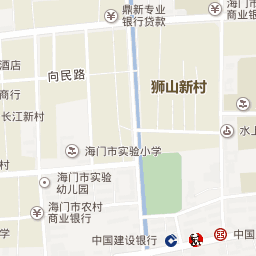 鼎新专业
银行贷款
海门
商业银
酒店
向民路
狮山新村
商行
长江新村
水上
海门市实验小学
村
海门市实验
幼儿园
海门市农村
商业银行
学
中国建设银行
中国